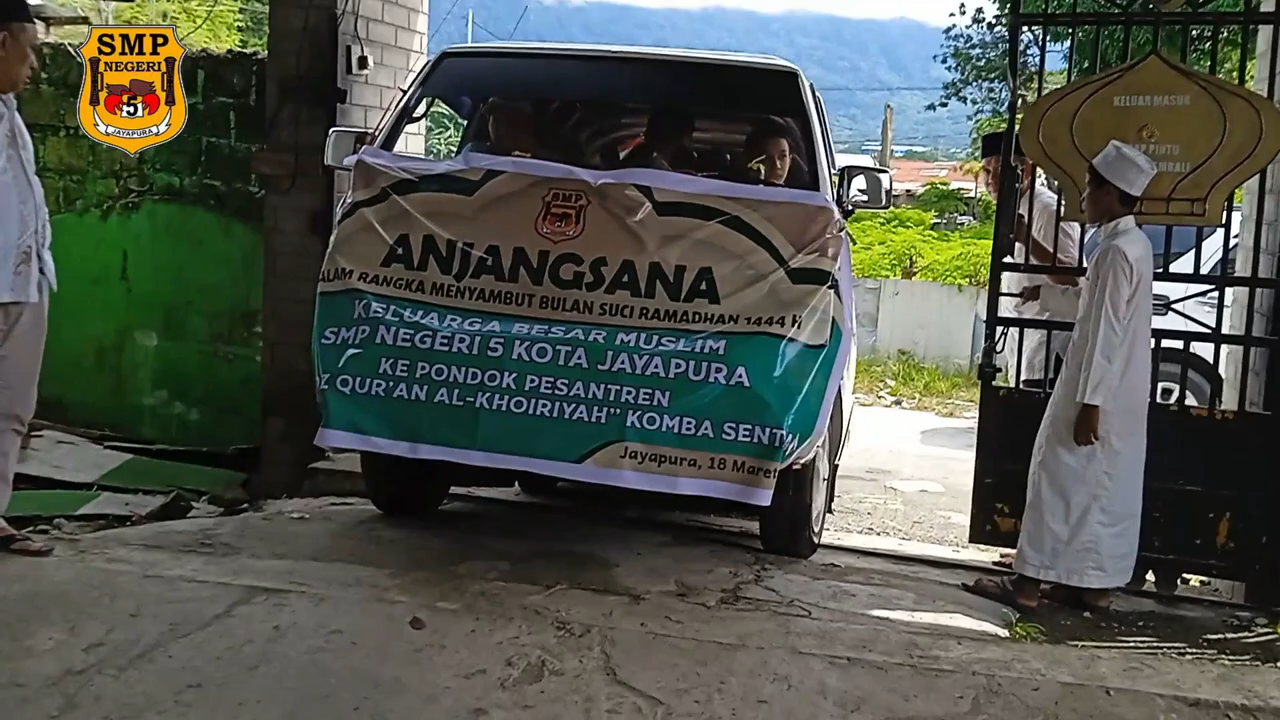 SMP
NEGERI
5
JAYAPURA
KELUAR MASUK
PINTU
SMP
5
ANJANGSANA
ALAM RANGKA MENYAMBUT BULAN SUCI RAMADHAN 1444 H
KELUARGA BESAR MUSLIM
SMP NEGERI 5 KOTA JAYAPURA
KE PONDOK PESANTREN
Z QUR'AN AL-KHOIRIYAH" KOMBA SENTA
Jayapura, 18 Maret